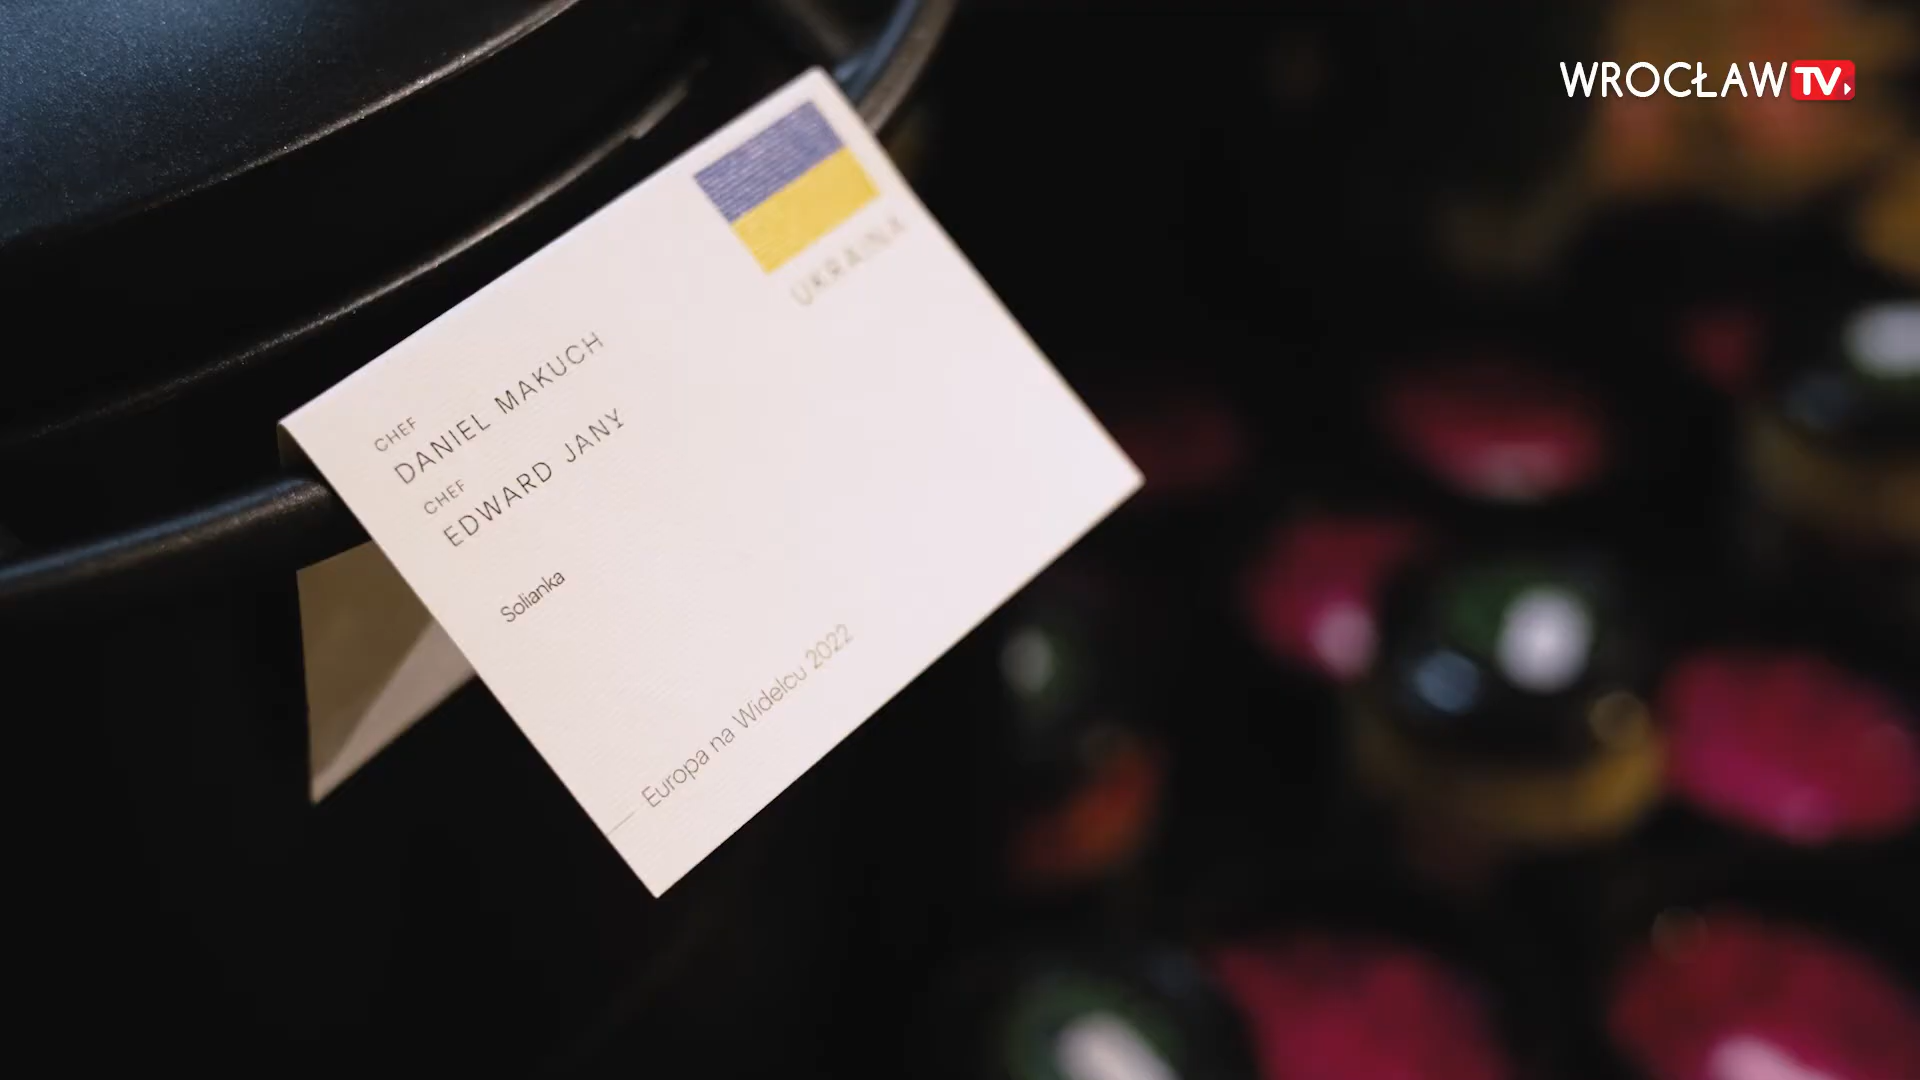 WROCŁAW TV
UKRAINA
CHEF
DANIEL MAKUCH
CHEF
EDWARD JANY
Solianka
Europa na Widelcu 2022